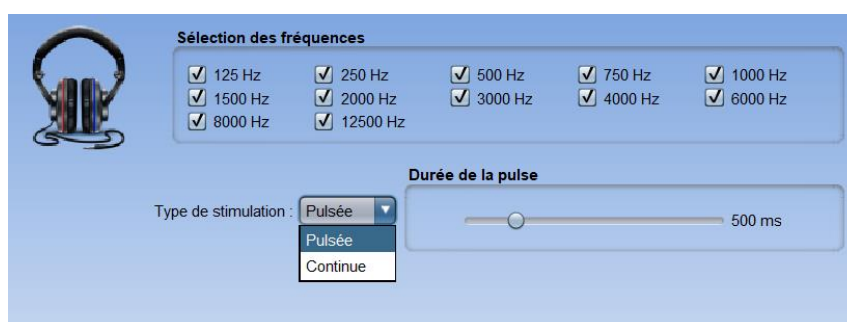 Sélection des fréquences
125 Hz 250 Hz 500 Hz 750 Hz 1000 Hz
1500 Hz 2000 Hz 3000 Hz 4000 Hz 6000 Hz
8000 Hz 12500 Hz
Durée de la pulse
Type de stimulation : Pulsée 500 ms
Pulsée
Continue